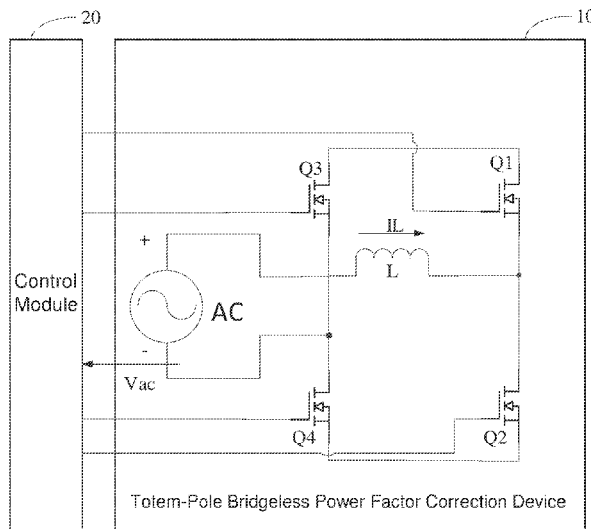 20
10
Q3
Q1
+
IL
L
Control
Module
AC
-
Vac
Q4
Q2
Totem-Pole Bridgeless Power Factor Correction Device